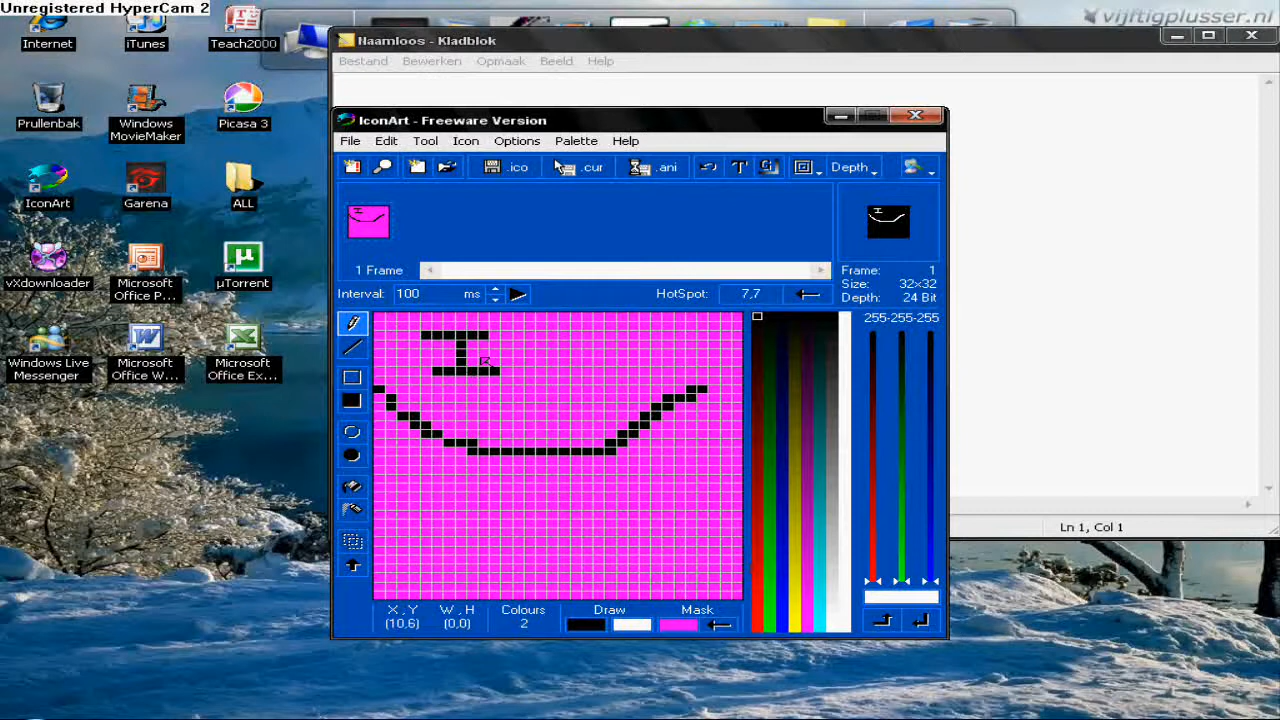 Unregistered HyperCam 2
vijftigplusser.nl
Internet
iTunes
Teach2000
Prullenbak
Windows MovieMaker
Picasa 3
IconArt
Garena
ALL
vXdownloader
Microsoft Office P...
µTorrent
Windows Live Messenger
Microsoft Office W...
Microsoft Office Ex...
Naamloos - Kladblok
Bestand Bewerken Opmaak Beeld Help
IconArt - Freeware Version
File Edit Tool Icon Options Palette Help
.ico .cur .ani T Depth
1 Frame
Frame: 1
Size: 32×32
Depth: 24 Bit
Interval: 100 ms HotSpot: 7,7
255-255-255
X,Y W,H Colours Draw Mask
(10,6) (0,0) 2
Ln 1, Col 1